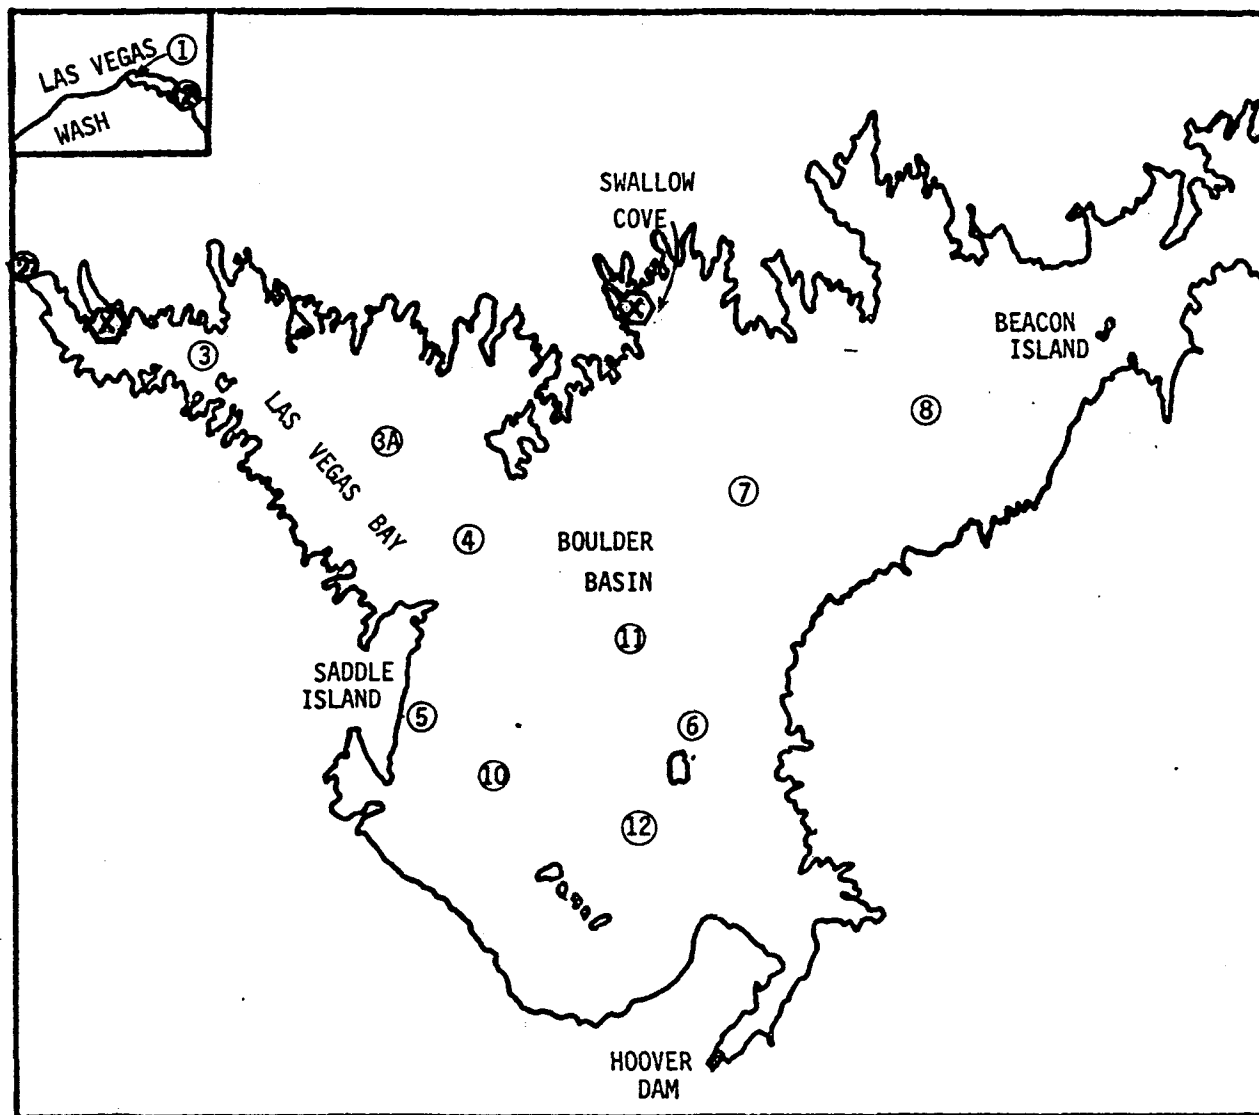 LAS VEGAS
1
WASH
2
SWALLOW
COVE
2
X
X
3
LAS
VEGAS
BAY
3A
BEACON
ISLAND
8
7
4
BOULDER
BASIN
11
SADDLE
ISLAND
5
6
10
12
HOOVER
DAM